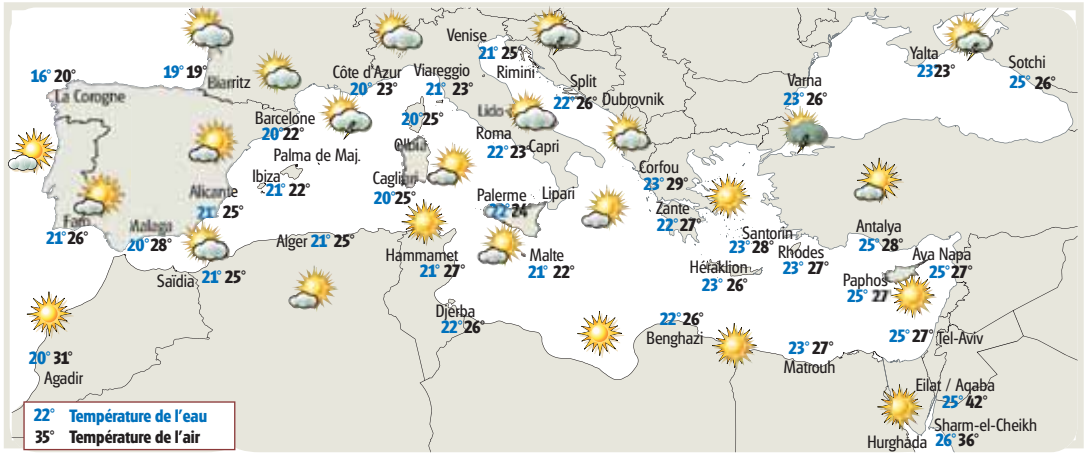 Venise
21° 25°
Rimini
Yalta
23° 23°
Sotchi
25° 26°
16° 20°
La Corogne
19° 19°
Biarritz
Côte d'Azur
20° 23°
Viareggio
21° 23°
Split
22° 26°
Dubrovnik
Varna
23° 26°
Lido
Barcelone
20° 22°
20° 25°
Olbia
Roma
22° 23°
Capri
Palma de Maj.
Ibiza
21° 22°
Cagliari
20° 25°
Corfou
23° 29°
Alicante
21° 25°
Palerme
22° 24°
Lipari
Zante
22° 27°
Faro
21° 26°
Malaga
20° 28°
Santorin
23° 28°
Antalya
25° 28°
Alger 21° 25°
Hammamet
21° 27°
Malte
21° 22°
Rhodes
23° 27°
Aya Napa
25° 27°
Saïdia
21° 25°
Héraklion
23° 26°
Paphos
25° 27°
Djerba
22° 26°
22° 26°
Benghazi
23° 27°
Matrouh
25° 27°
Tel-Aviv
20° 31°
Agadir
Eilat / Aqaba
25° 42°
Sharm-el-Cheikh
Hurghada 26° 36°
22° Température de l'eau
35° Température de l'air